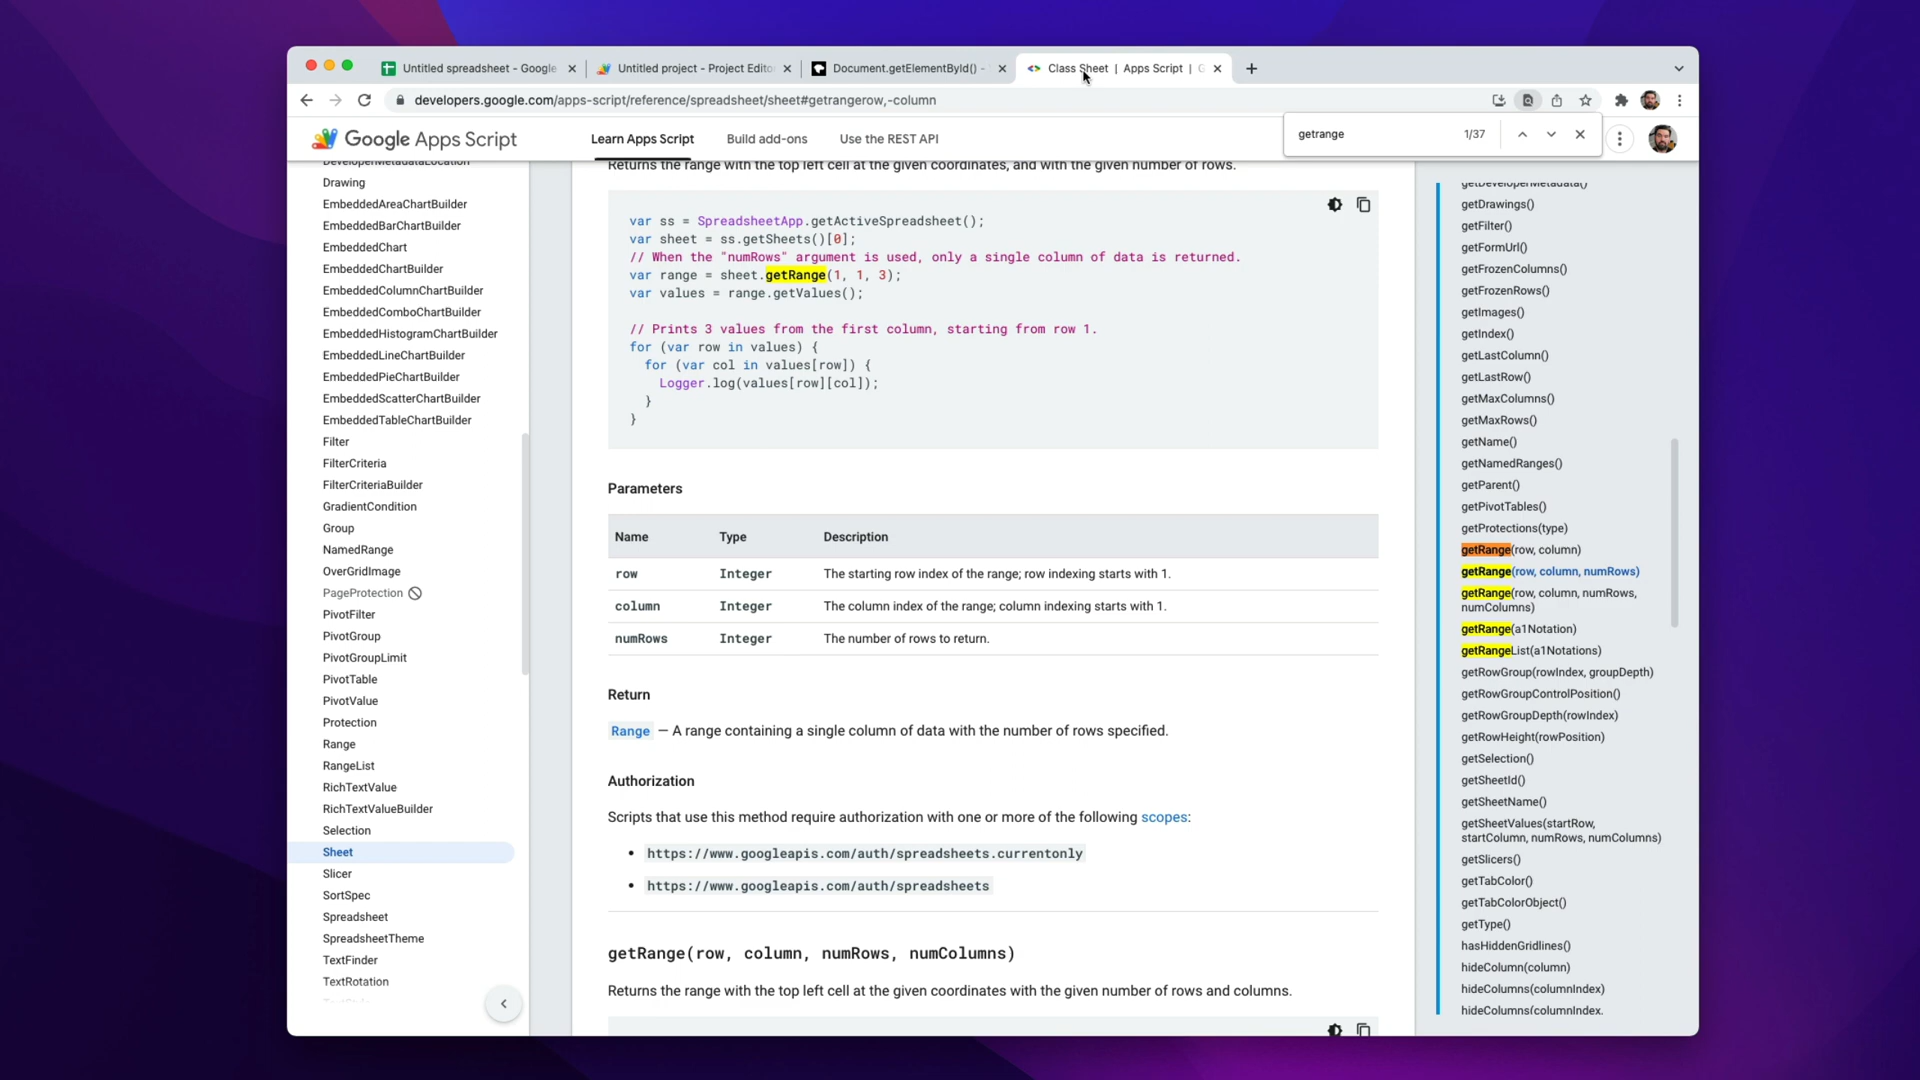 Untitled spreadsheet - Google
Untitled project - Project Edito
Document.getElementById() -
Class Sheet | Apps Script | G
developers.google.com/apps-script/reference/spreadsheet/sheet#getrangerow,-column
getrange
1/37
Google Apps Script
Learn Apps Script
Build add-ons
Use the REST API
DeveloperMetadataLocation
Drawing
EmbeddedAreaChartBuilder
EmbeddedBarChartBuilder
EmbeddedChart
EmbeddedChartBuilder
EmbeddedColumnChartBuilder
EmbeddedComboChartBuilder
EmbeddedHistogramChartBuilder
EmbeddedLineChartBuilder
EmbeddedPieChartBuilder
EmbeddedScatterChartBuilder
EmbeddedTableChartBuilder
Filter
FilterCriteria
FilterCriteriaBuilder
GradientCondition
Group
NamedRange
OverGridImage
PageProtection
PivotFilter
PivotGroup
PivotGroupLimit
PivotTable
PivotValue
Protection
Range
RangeList
RichTextValue
RichTextValueBuilder
Selection
Sheet
Slicer
SortSpec
Spreadsheet
SpreadsheetTheme
TextFinder
TextRotation
Returns the range with the top left cell at the given coordinates, and with the given number of rows.
var ss = SpreadsheetApp.getActiveSpreadsheet();
var sheet = ss.getSheets()[0];
// When the "numRows" argument is used, only a single column of data is returned.
var range = sheet.getRange(1, 1, 3);
var values = range.getValues();
// Prints 3 values from the first column, starting from row 1.
for (var row in values) {
for (var col in values[row]) {
Logger.log(values[row][col]);
}
}
Parameters
Name Type Description
row Integer The starting row index of the range; row indexing starts with 1.
column Integer The column index of the range; column indexing starts with 1.
numRows Integer The number of rows to return.
Return
Range — A range containing a single column of data with the number of rows specified.
Authorization
Scripts that use this method require authorization with one or more of the following scopes:
• https://www.googleapis.com/auth/spreadsheets.currentonly
• https://www.googleapis.com/auth/spreadsheets
getRange(row, column, numRows, numColumns)
Returns the range with the top left cell at the given coordinates with the given number of rows and columns.
getDeveloperMetadata()
getDrawings()
getFilter()
getFormUrl()
getFrozenColumns()
getFrozenRows()
getImages()
getIndex()
getLastColumn()
getLastRow()
getMaxColumns()
getMaxRows()
getName()
getNamedRanges()
getParent()
getPivotTables()
getProtections(type)
getRange(row, column)
getRange(row, column, numRows)
getRange(row, column, numRows,
numColumns)
getRange(a1Notation)
getRangeList(a1Notations)
getRowGroup(rowIndex, groupDepth)
getRowGroupControlPosition()
getRowGroupDepth(rowIndex)
getRowHeight(rowPosition)
getSelection()
getSheetId()
getSheetName()
getSheetValues(startRow,
startColumn, numRows, numColumns)
getSlicers()
getTabColor()
getTabColorObject()
getType()
hasHiddenGridlines()
hideColumn(column)
hideColumns(columnIndex)
hideColumns(columnIndex,